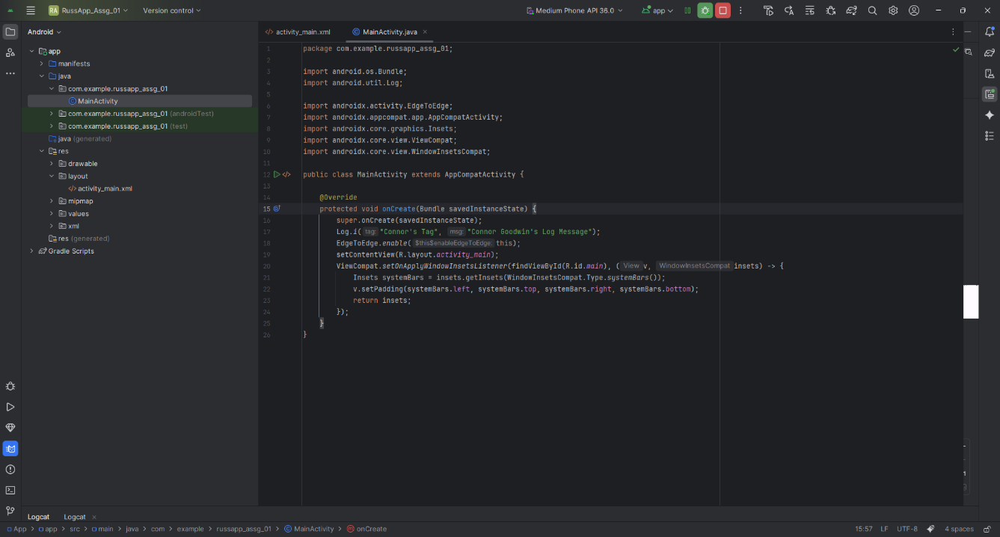 RA RussApp_Assg_01 Version control Medium Phone API 36.0 app
Android
app
manifests
java
com.example.russapp_assg_01
MainActivity
com.example.russapp_assg_01 (androidTest)
com.example.russapp_assg_01 (test)
java (generated)
res
drawable
layout
activity_main.xml
mipmap
values
xml
res (generated)
Gradle Scripts
activity_main.xml MainActivity.java
1 package com.example.russapp_assg_01;
2
3 import android.os.Bundle;
4 import android.util.Log;
5
6 import androidx.activity.EdgeToEdge;
7 import androidx.appcompat.app.AppCompatActivity;
8 import androidx.core.graphics.Insets;
9 import androidx.core.view.ViewCompat;
10 import androidx.core.view.WindowInsetsCompat;
11
12 public class MainActivity extends AppCompatActivity {
13
14 @Override
15 protected void onCreate(Bundle savedInstanceState) {
16 super.onCreate(savedInstanceState);
17 Log.i( tag: "Connor's Tag", msg: "Connor Goodwin's Log Message");
18 EdgeToEdge.enable( $this$enableEdgeToEdge: this);
19 setContentView(R.layout.activity_main);
20 ViewCompat.setOnApplyWindowInsetsListener(findViewById(R.id.main), ( View v, WindowInsetsCompat insets) -> {
21 Insets systemBars = insets.getInsets(WindowInsetsCompat.Type.systemBars());
22 v.setPadding(systemBars.left, systemBars.top, systemBars.right, systemBars.bottom);
23 return insets;
24 });
25 }
26 }
Logcat Logcat
App > app > src > main > java > com > example > russapp_assg_01 > MainActivity > onCreate 15:57 LF UTF-8 4 spaces